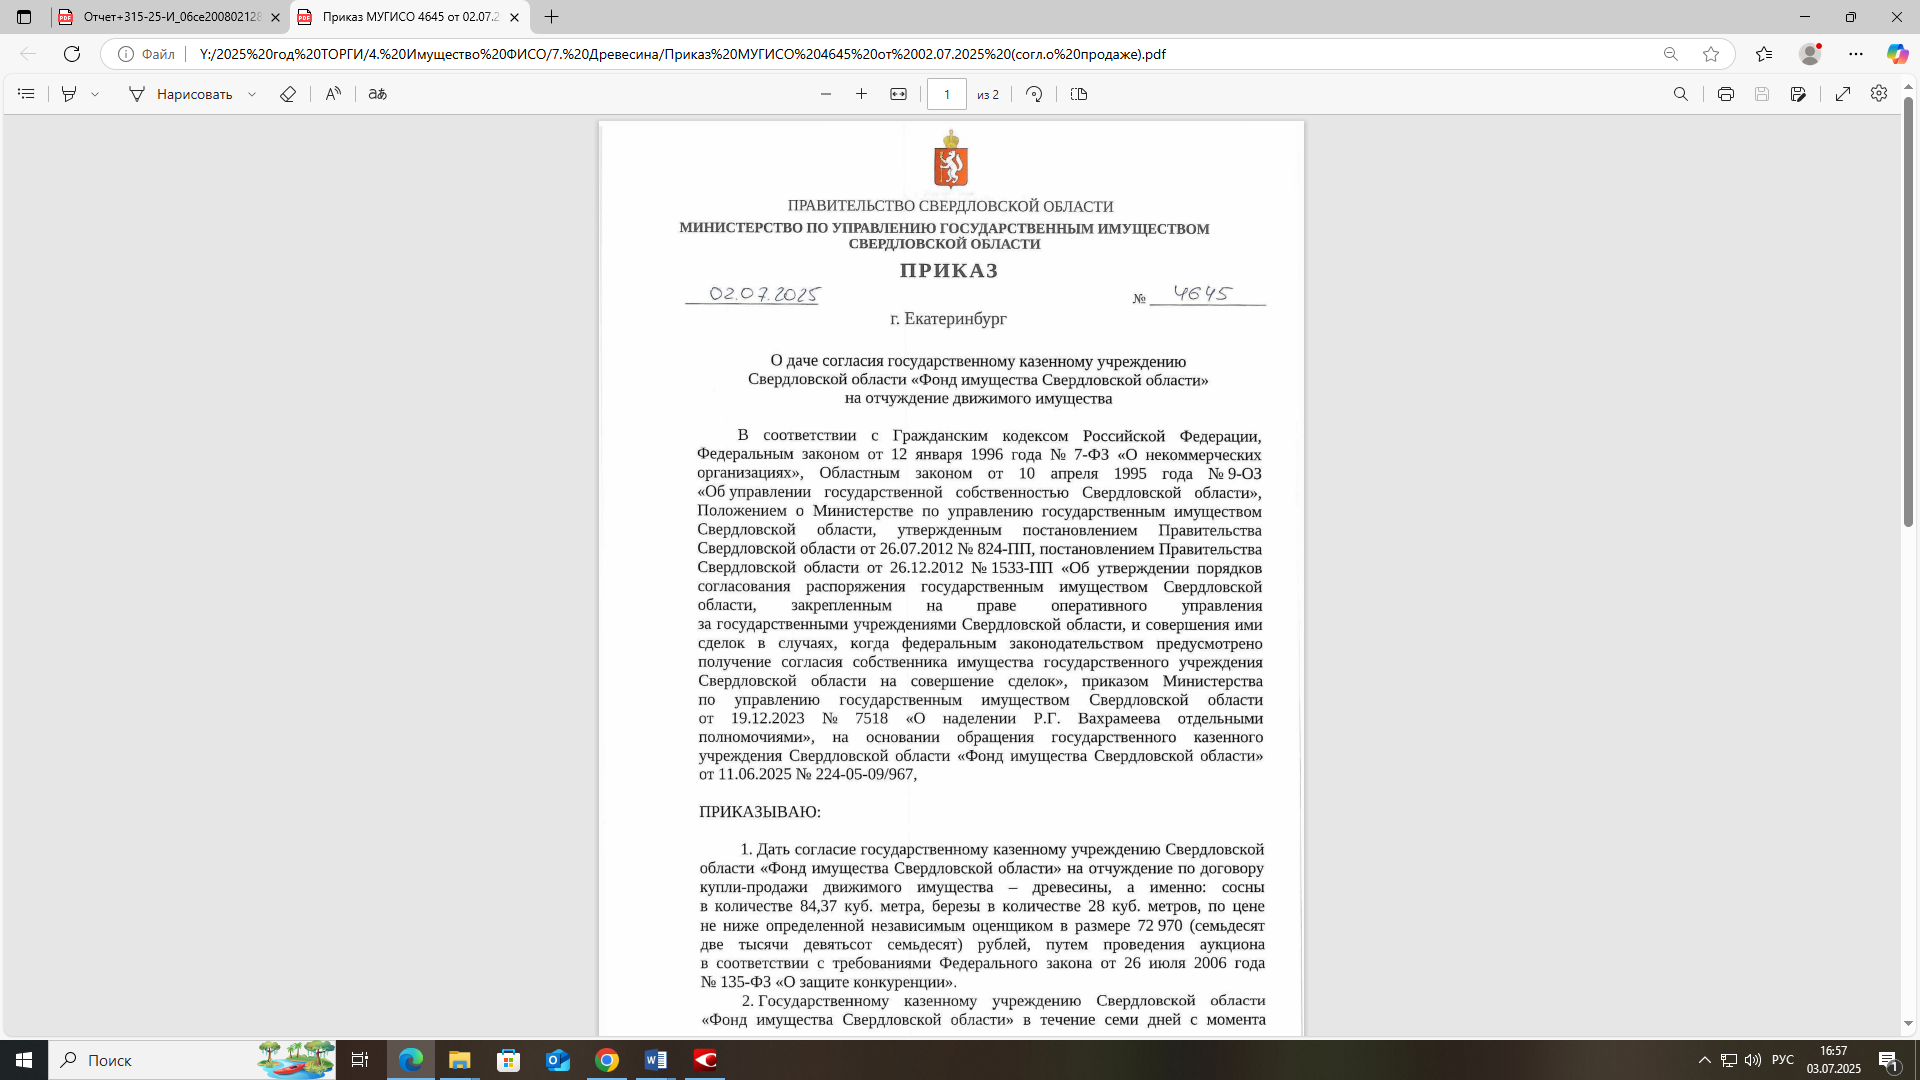 Отчет+315-25-И_06ce200802128
Приказ МУГИСО 4645 от 02.07.2
Файл
Y:/2025%20год%20ТОРГИ/4.%20Имущество%20ФИСО/7.%20Древесина/Приказ%20МУГИСО%204645%20от%2002.07.2025%20(согл.о%20продаже).pdf
Нарисовать
1 из 2
ПРАВИТЕЛЬСТВО СВЕРДЛОВСКОЙ ОБЛАСТИ
МИНИСТЕРСТВО ПО УПРАВЛЕНИЮ ГОСУДАРСТВЕННЫМ ИМУЩЕСТВОМ
СВЕРДЛОВСКОЙ ОБЛАСТИ
ПРИКАЗ
02.07.2025 № 4645
г. Екатеринбург
О даче согласия государственному казенному учреждению
Свердловской области «Фонд имущества Свердловской области»
на отчуждение движимого имущества
В соответствии с Гражданским кодексом Российской Федерации,
Федеральным законом от 12 января 1996 года № 7-ФЗ «О некоммерческих
организациях», Областным законом от 10 апреля 1995 года № 9-ОЗ
«Об управлении государственной собственностью Свердловской области»,
Положением о Министерстве по управлению государственным имуществом
Свердловской области, утвержденным постановлением Правительства
Свердловской области от 26.07.2012 № 824-ПП, постановлением Правительства
Свердловской области от 26.12.2012 № 1533-ПП «Об утверждении порядков
согласования распоряжения государственным имуществом Свердловской
области, закрепленным на праве оперативного управления
за государственными учреждениями Свердловской области, и совершения ими
сделок в случаях, когда федеральным законодательством предусмотрено
получение согласия собственника имущества государственного учреждения
Свердловской области на совершение сделок», приказом Министерства
по управлению государственным имуществом Свердловской области
от 19.12.2023 № 7518 «О наделении Р.Г. Вахрамеева отдельными
полномочиями», на основании обращения государственного казенного
учреждения Свердловской области «Фонд имущества Свердловской области»
от 11.06.2025 № 224-05-09/967,
ПРИКАЗЫВАЮ:
1. Дать согласие государственному казенному учреждению Свердловской
области «Фонд имущества Свердловской области» на отчуждение по договору
купли-продажи движимого имущества – древесины, а именно: сосны
в количестве 84,37 куб. метра, березы в количестве 28 куб. метров, по цене
не ниже определенной независимым оценщиком в размере 72 970 (семьдесят
две тысячи девятьсот семьдесят) рублей, путем проведения аукциона
в соответствии с требованиями Федерального закона от 26 июля 2006 года
№ 135-ФЗ «О защите конкуренции».
2. Государственному казенному учреждению Свердловской области
«Фонд имущества Свердловской области» в течение семи дней с момента
Поиск
РУС
16:57
03.07.2025
1